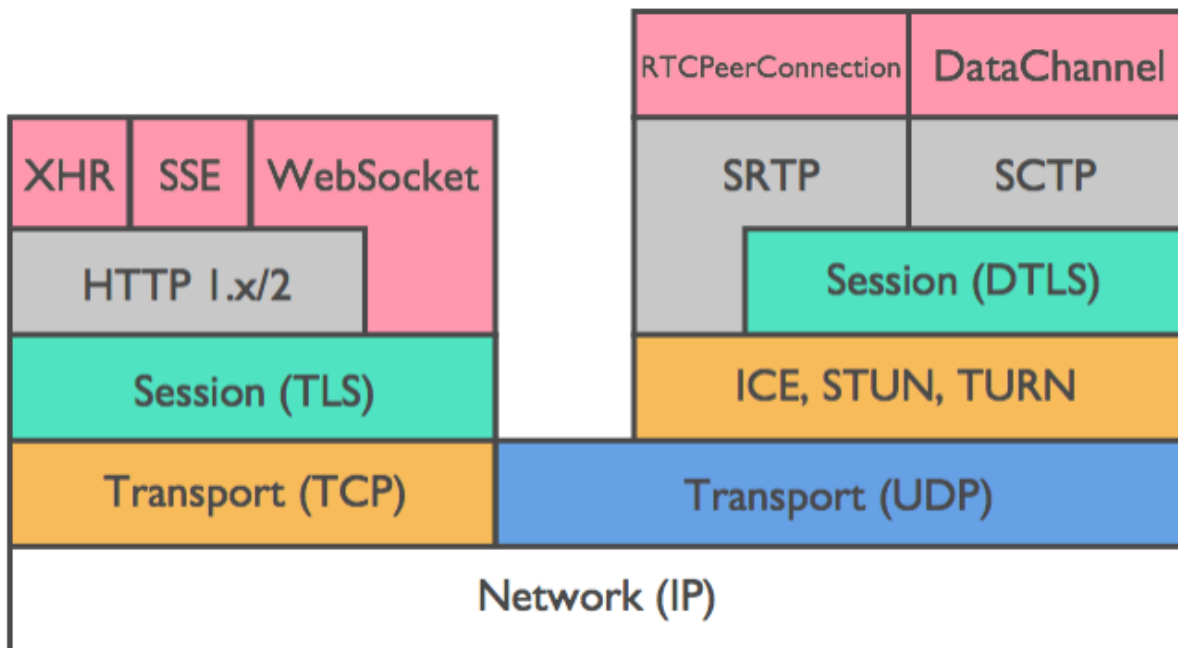 RTCPeerConnection
DataChannel
XHR
SSE
WebSocket
SRTP
SCTP
HTTP 1.x/2
Session (DTLS)
Session (TLS)
ICE, STUN, TURN
Transport (TCP)
Transport (UDP)
Network (IP)